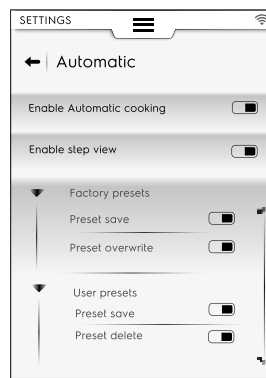 SETTINGS
Automatic
Enable Automatic cooking
Enable step view
Factory presets
Preset save
Preset overwrite
User presets
Preset save
Preset delete